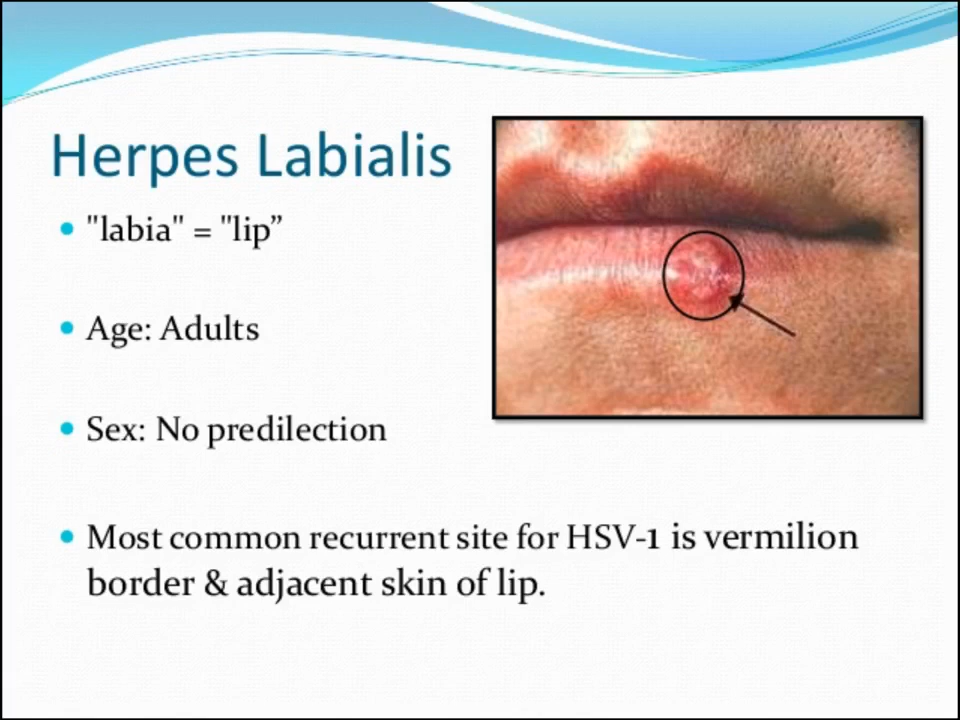 Herpes Labialis
• "labia" = "lip”
• Age: Adults
• Sex: No predilection
• Most common recurrent site for HSV-1 is vermilion
border & adjacent skin of lip.